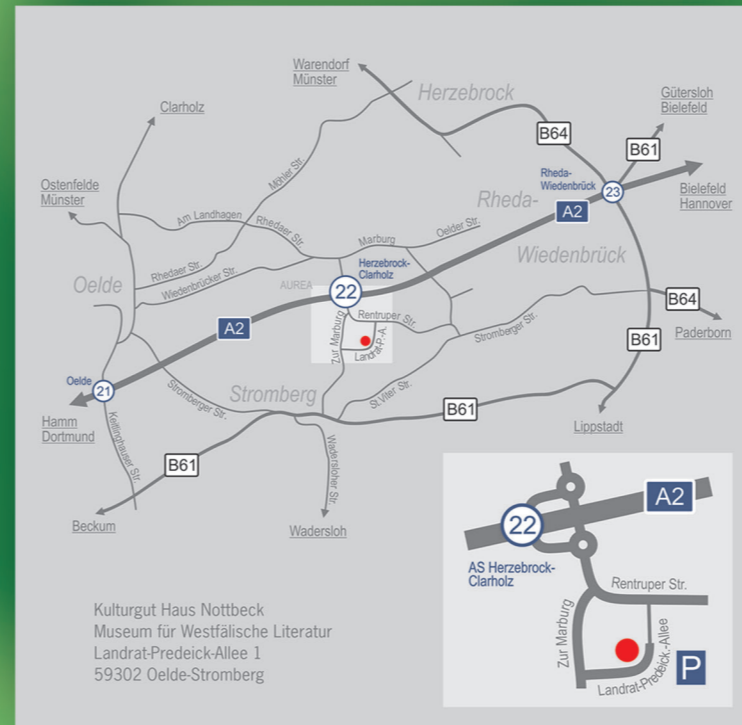 Warendorf
Münster
Herzebrock
Gütersloh
Bielefeld
Clarholz
B64
B61
Möhler Str.
Rheda-
Wiedenbrück
23
Bielefeld
Hannover
Ostenfelde
Münster
Am Landhagen
Rhedaer Str.
Marburg
Oelder Str.
Rheda-
A2
Wiedenbrück
Herzebrock-
Clarholz
Rhedaer Str.
Wiedenbrücker Str.
Oelde
AUREA
22
B64
Paderborn
A2
Zur Marburg
Rentruper Str.
Landrat-P.-A.
Stromberger Str.
B61
Oelde
21
Stromberger Str.
Stromberg
St.Viter Str.
B61
Hamm
Dortmund
Keitlinghauser Str.
Lippstadt
B61
Wadersloher Str.
Beckum
Wadersloh
A2
22
AS Herzebrock-
Clarholz
Rentruper Str.
Zur Marburg
Landrat-Predeick.-Allee
P
Kulturgut Haus Nottbeck
Museum für Westfälische Literatur
Landrat-Predeick-Allee 1
59302 Oelde-Stromberg